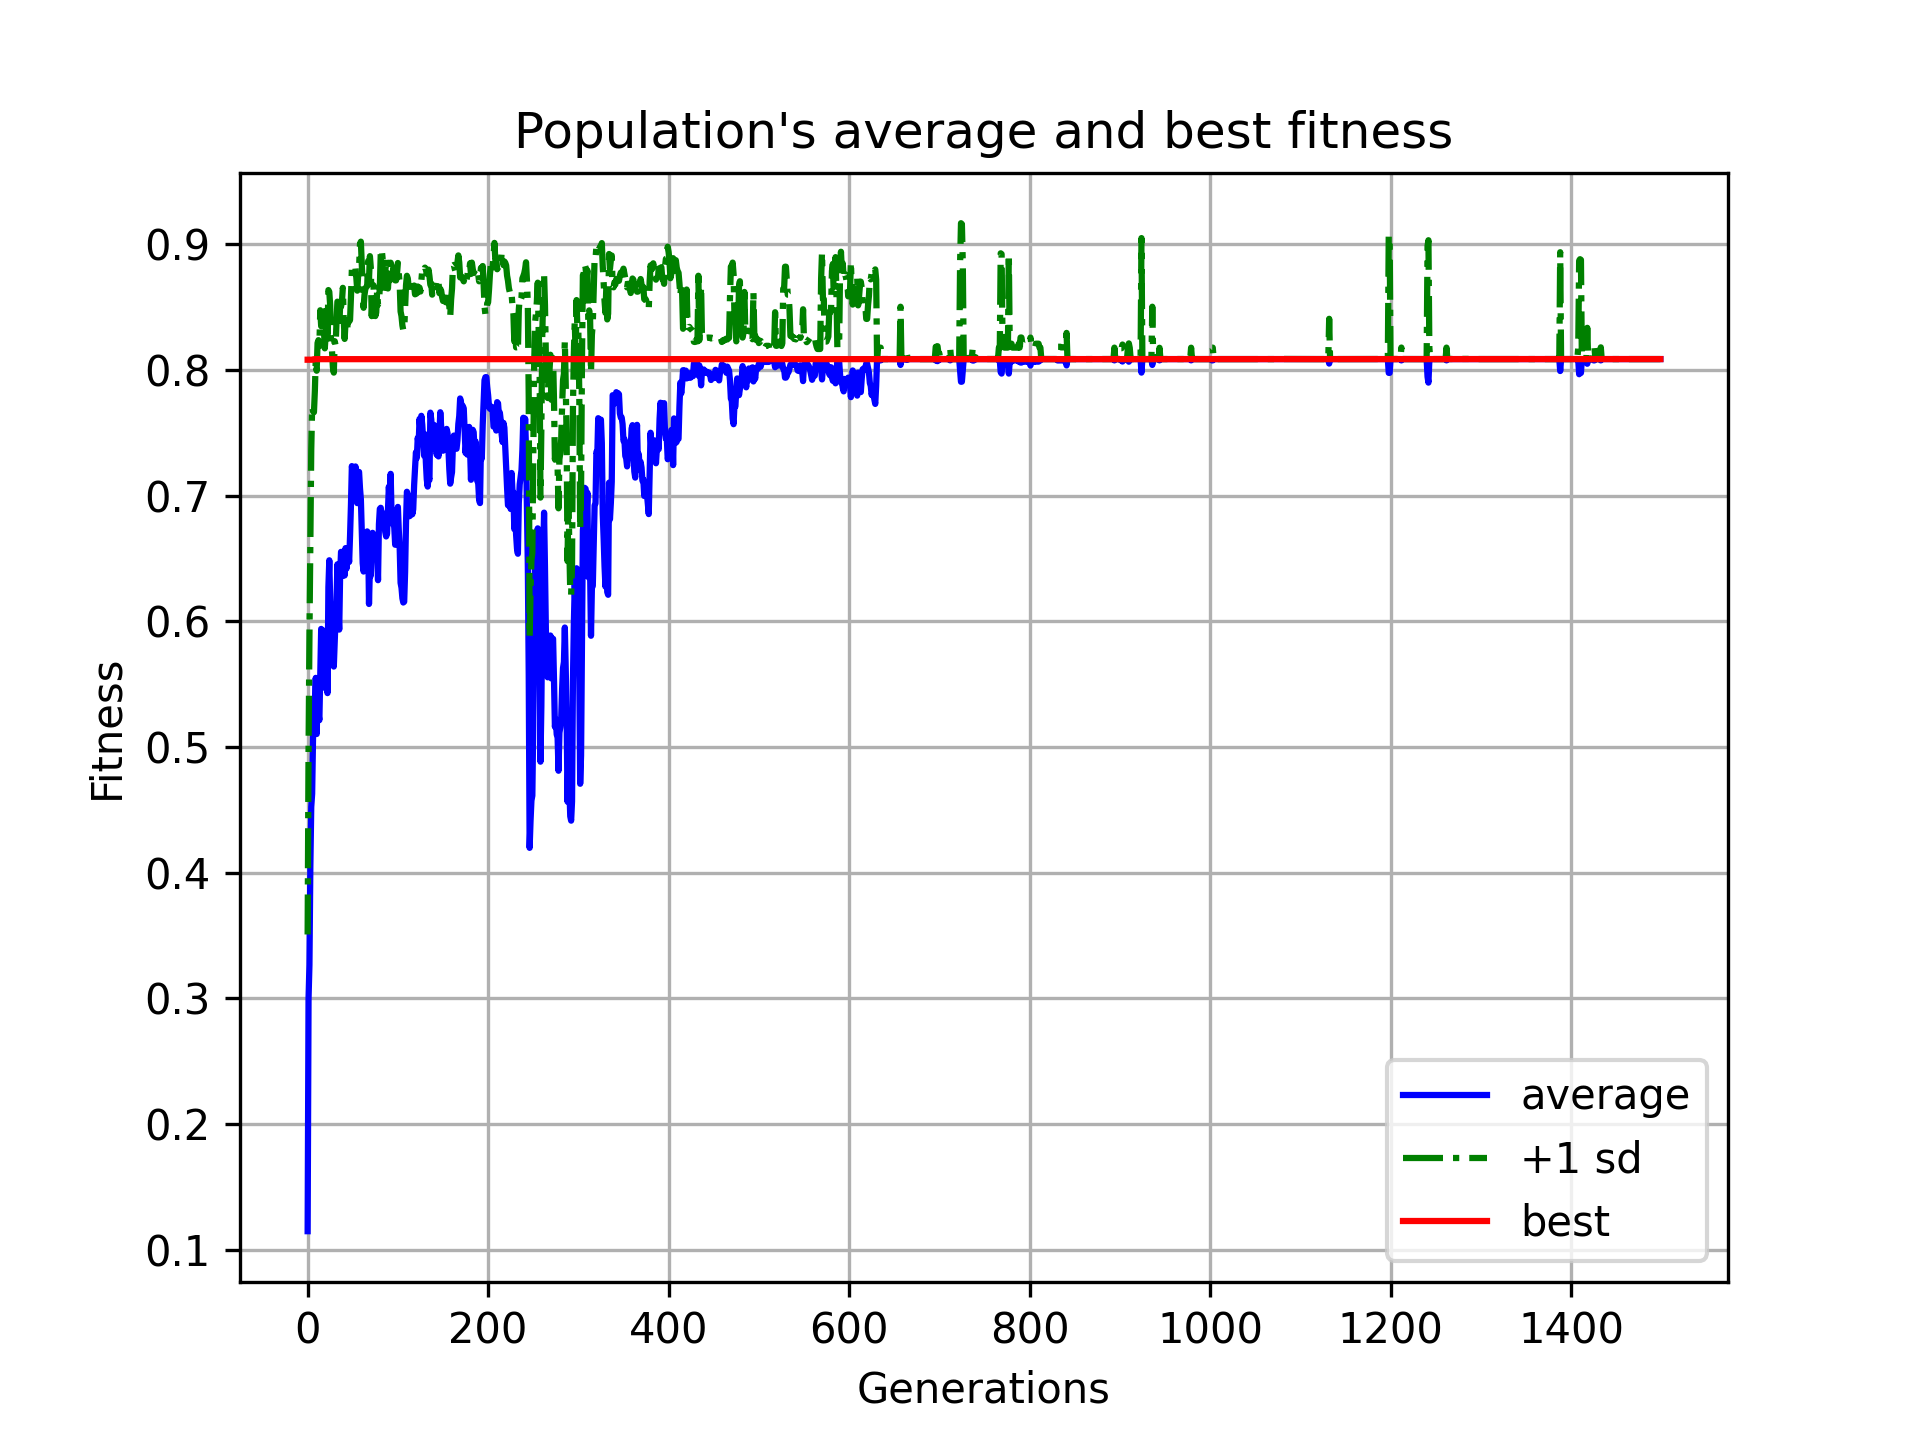 Population's average and best fitness
Fitness
0.9
0.8
0.7
0.6
0.5
0.4
0.3
0.2
0.1
average
+1 sd
best
0 200 400 600 800 1000 1200 1400
Generations